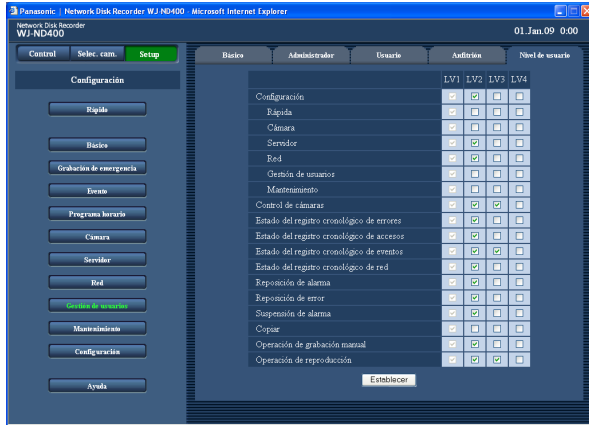 Panasonic | Network Disk Recorder WJ-ND400 - Microsoft Internet Explorer
Network Disk Recorder
WJ-ND400
01.Jan.09 0:00
Control Selec. cam. Setup
Configuración
Rápido
Básico
Grabación de emergencia
Evento
Programa horario
Cámara
Servidor
Red
Gestión de usuarios
Mantenimiento
Configuración
Ayuda
Básico Administrador Usuario Anfitrión Nivel de usuario
LV1 LV2 LV3 LV4
Configuración
Rápida
Cámara
Servidor
Red
Gestión de usuarios
Mantenimiento
Control de cámaras
Estado del registro cronológico de errores
Estado del registro cronológico de accesos
Estado del registro cronológico de eventos
Estado del registro cronológico de red
Reposición de alarma
Reposición de error
Suspensión de alarma
Copiar
Operación de grabación manual
Operación de reproducción
Establecer